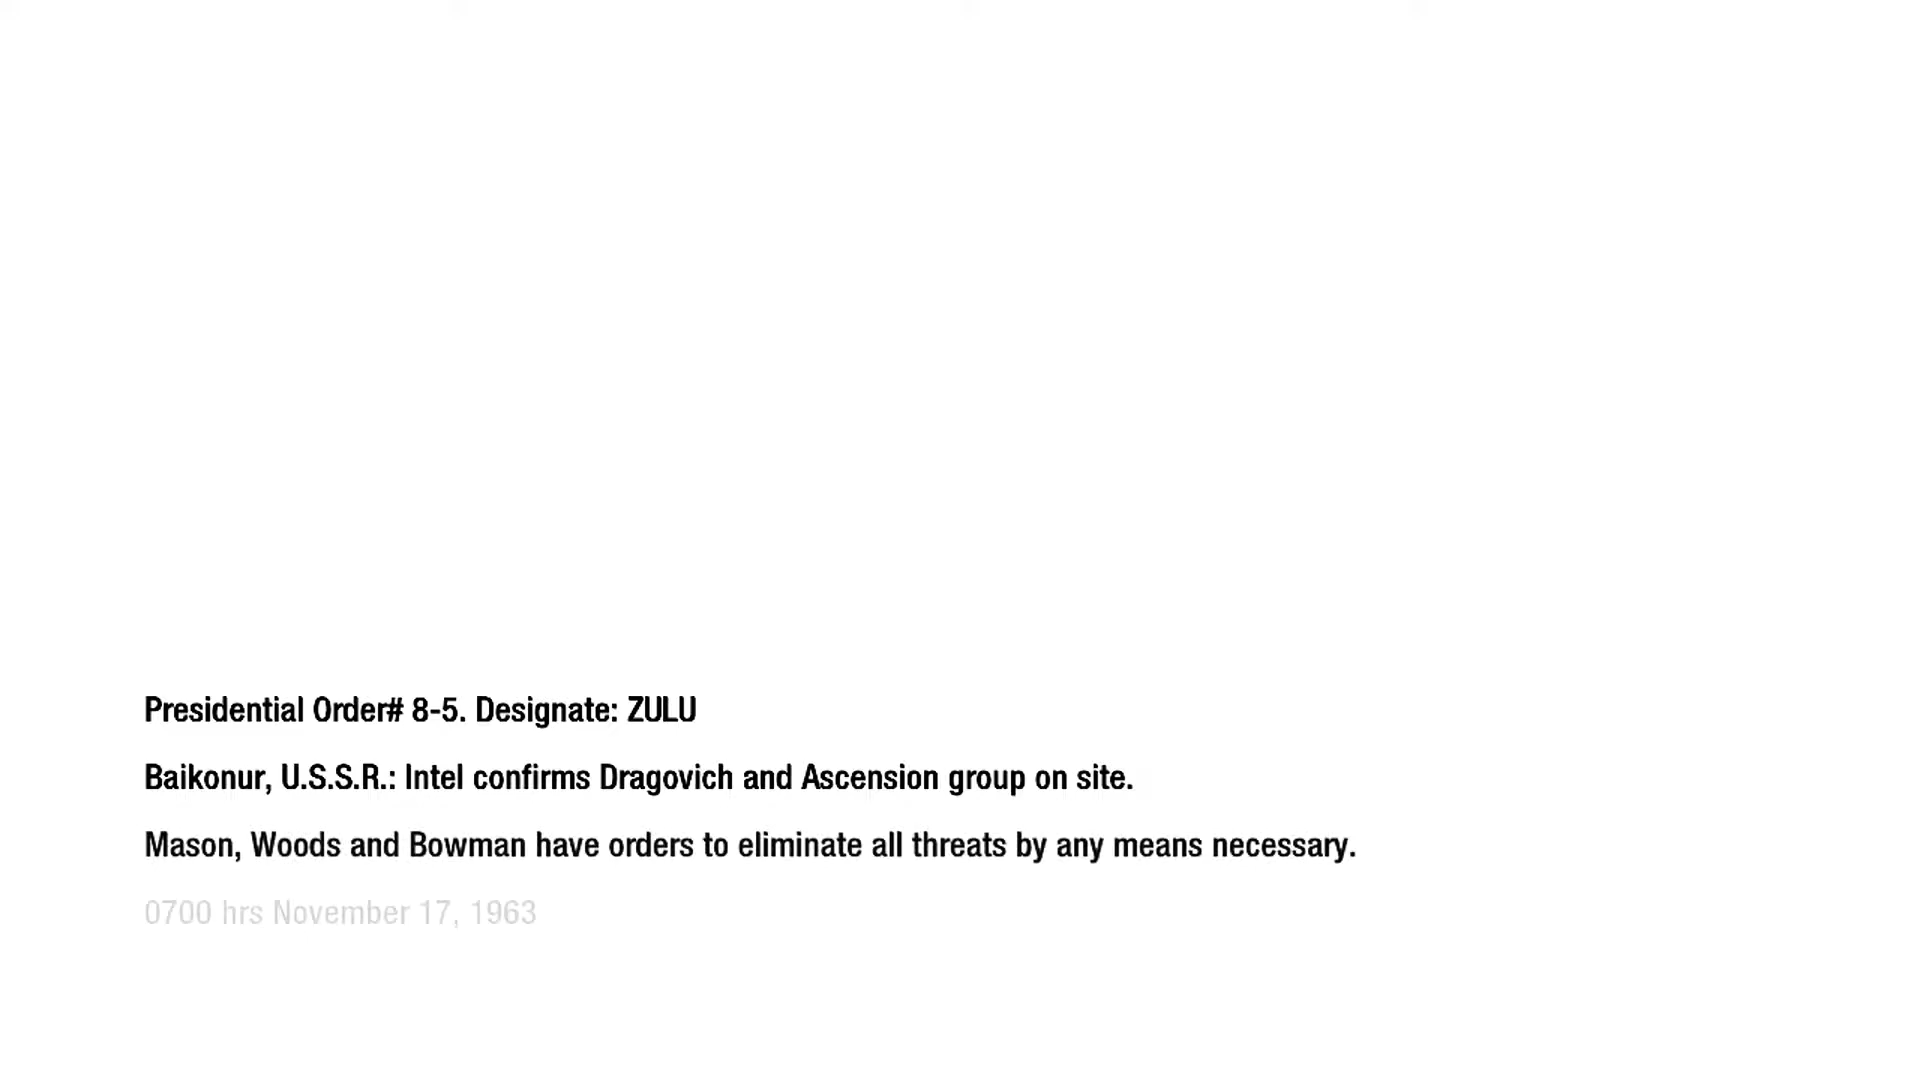 Presidential Order# 8-5. Designate: ZULU
Baikonur, U.S.S.R.: Intel confirms Dragovich and Ascension group on site.
Mason, Woods and Bowman have orders to eliminate all threats by any means necessary.
0700 hrs November 17, 1963